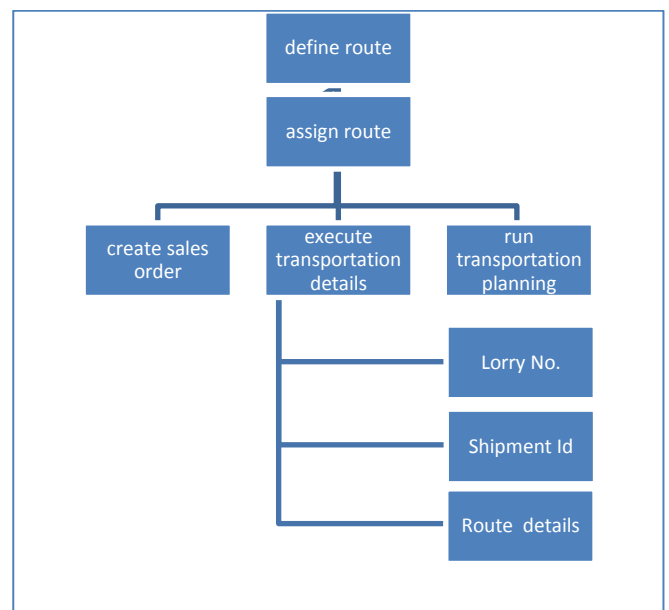 define route
assign route
create sales
order
execute
transportation
details
run
transportation
planning
Lorry No.
Shipment Id
Route details